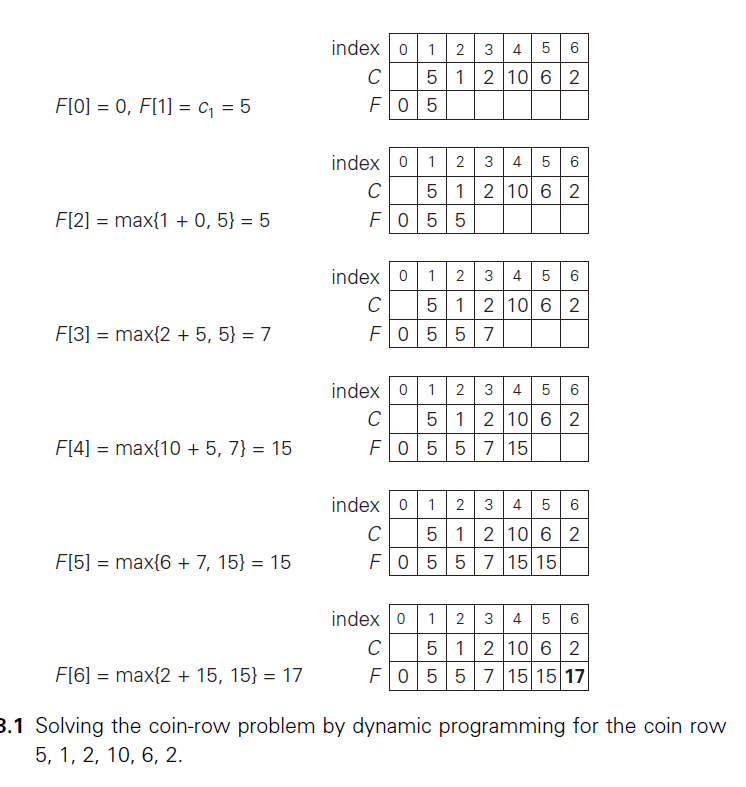 index 0 1 2 3 4 5 6
C 5 1 2 10 6 2
F[0] = 0, F[1] = c₁ = 5 F 0 5
index 0 1 2 3 4 5 6
C 5 1 2 10 6 2
F[2] = max{1 + 0, 5} = 5 F 0 5 5
index 0 1 2 3 4 5 6
C 5 1 2 10 6 2
F[3] = max{2 + 5, 5} = 7 F 0 5 5 7
index 0 1 2 3 4 5 6
C 5 1 2 10 6 2
F[4] = max{10 + 5, 7} = 15 F 0 5 5 7 15
index 0 1 2 3 4 5 6
C 5 1 2 10 6 2
F[5] = max{6 + 7, 15} = 15 F 0 5 5 7 15 15
index 0 1 2 3 4 5 6
C 5 1 2 10 6 2
F[6] = max{2 + 15, 15} = 17 F 0 5 5 7 15 15 17
.1 Solving the coin-row problem by dynamic programming for the coin row
5, 1, 2, 10, 6, 2.